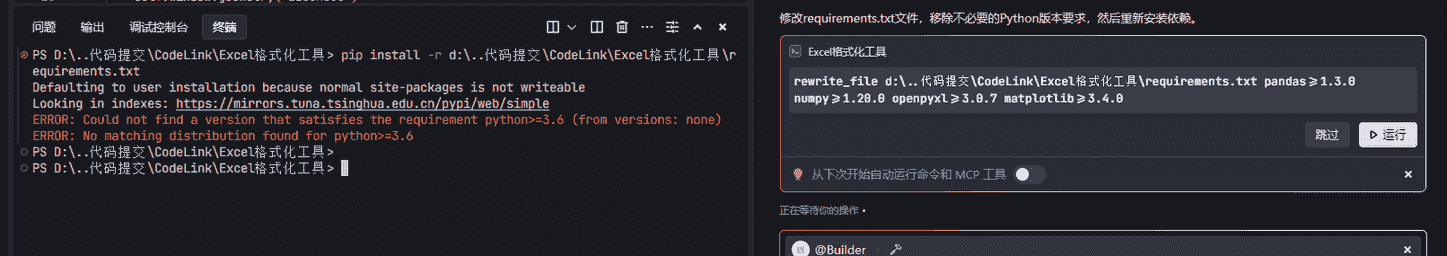 问题 输出 调试控制台 终端
PS D:\..代码提交\CodeLink\Excel格式化工具> pip install -r d:\..代码提交\CodeLink\Excel格式化工具\r
equirements.txt
Defaulting to user installation because normal site-packages is not writeable
Looking in indexes: https://mirrors.tuna.tsinghua.edu.cn/pypi/web/simple
ERROR: Could not find a version that satisfies the requirement python>=3.6 (from versions: none)
ERROR: No matching distribution found for python>=3.6
PS D:\..代码提交\CodeLink\Excel格式化工具>
PS D:\..代码提交\CodeLink\Excel格式化工具>
修改requirements.txt文件，移除不必要的Python版本要求，然后重新安装依赖。
Excel格式化工具
rewrite_file d:\..代码提交\CodeLink\Excel格式化工具\requirements.txt pandas>=1.3.0
numpy>=1.20.0 openpyxl>=3.0.7 matplotlib>=3.4.0
跳过 运行
从下次开始自动运行命令和 MCP 工具
正在等待你的操作
@Builder